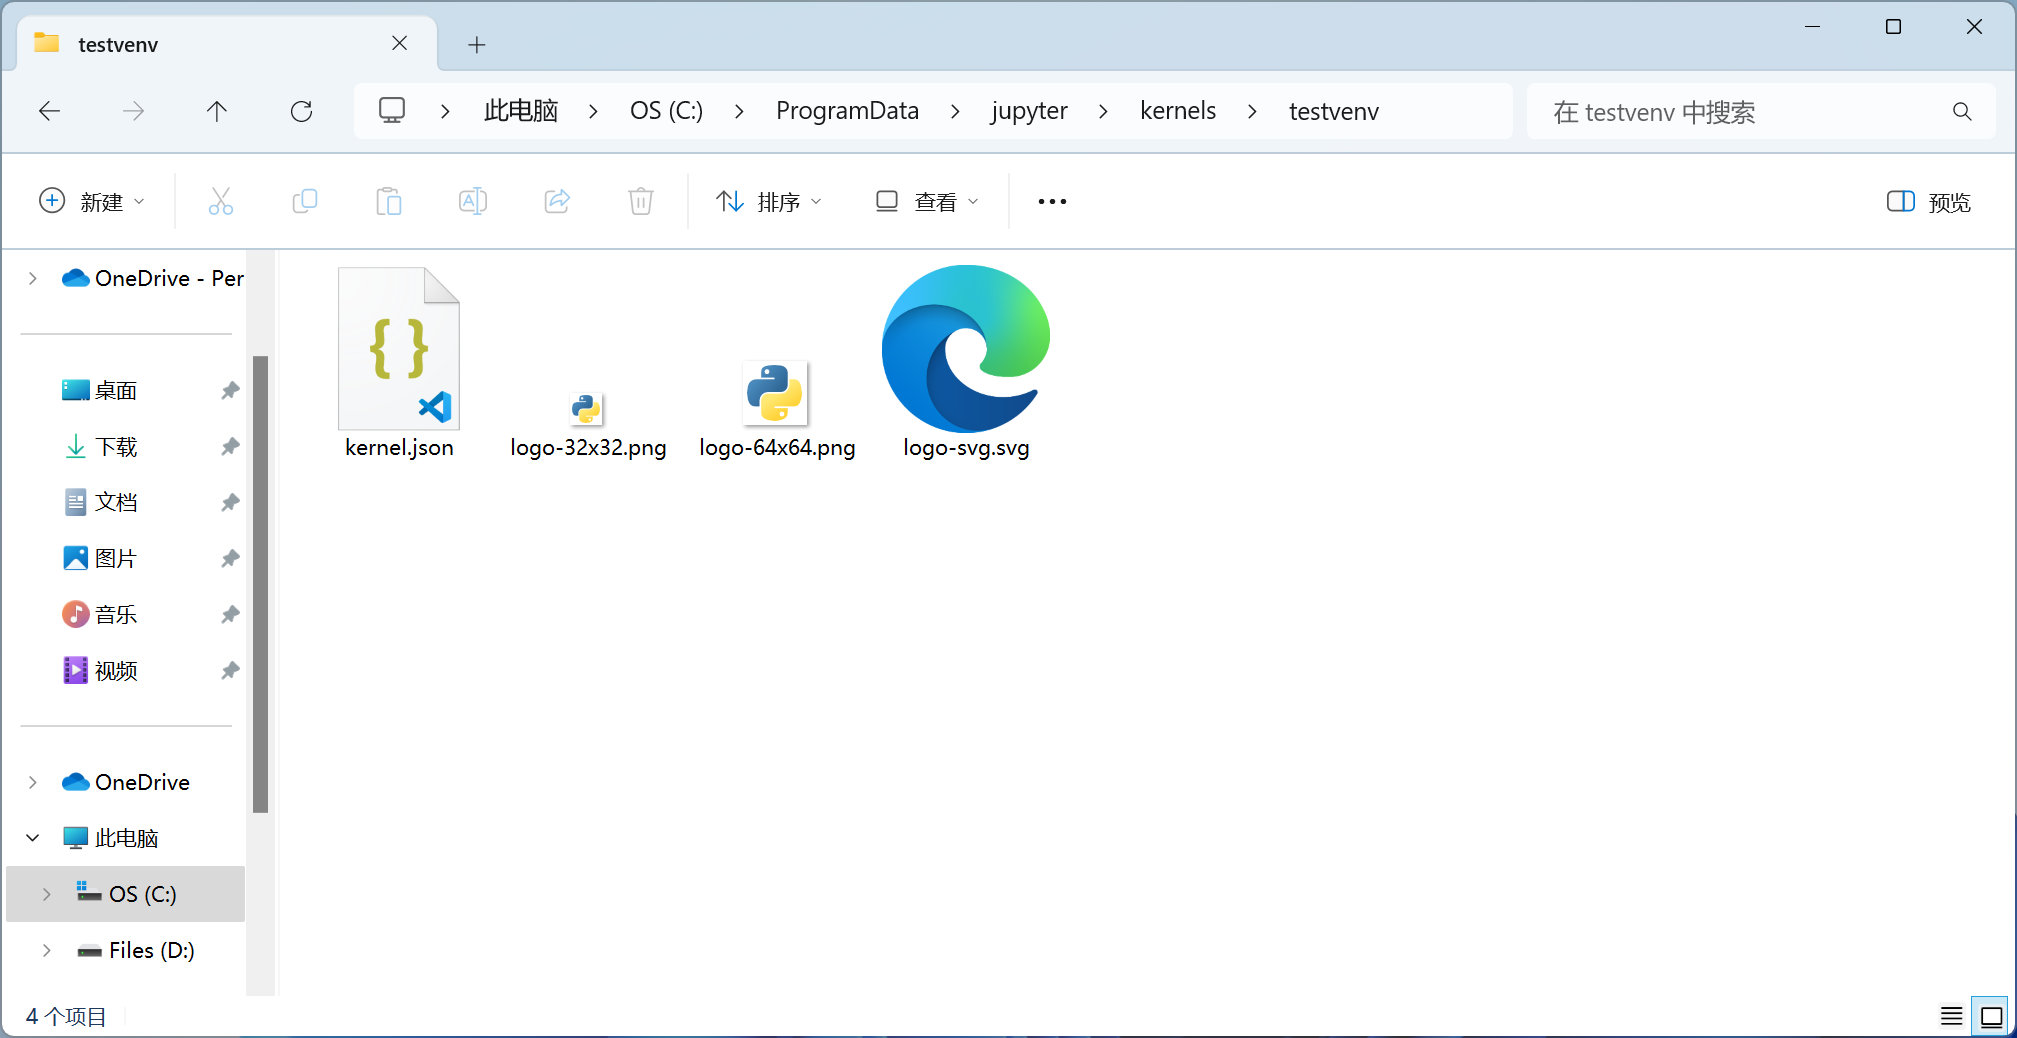 testvenv
此电脑 OS (C:) ProgramData jupyter kernels testvenv
在 testvenv 中搜索
新建 排序 查看 预览
OneDrive - Per
桌面
下载
文档
图片
音乐
视频
OneDrive
此电脑
OS (C:)
Files (D:)
kernel.json
logo-32x32.png
logo-64x64.png
logo-svg.svg
4 个项目